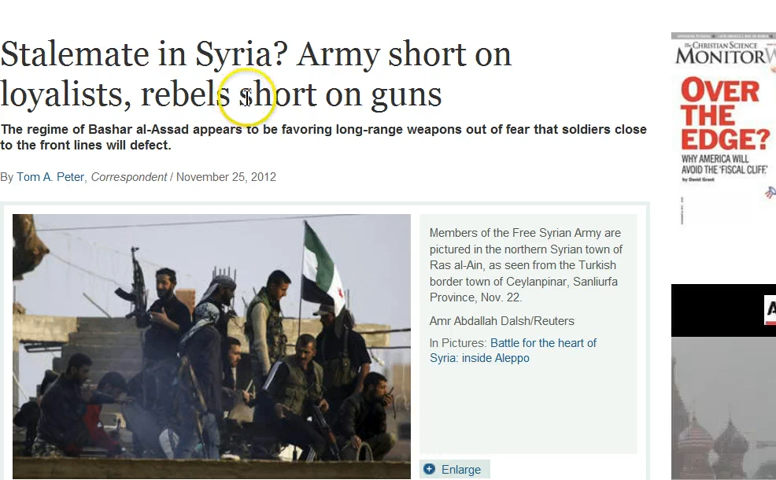 Stalemate in Syria? Army short on
loyalists, rebels short on guns
The regime of Bashar al-Assad appears to be favoring long-range weapons out of fear that soldiers close
to the front lines will defect.
By Tom A. Peter, Correspondent / November 25, 2012
Members of the Free Syrian Army are
pictured in the northern Syrian town of
Ras al-Ain, as seen from the Turkish
border town of Ceylanpinar, Sanliurfa
Province, Nov. 22.
Amr Abdallah Dalsh/Reuters
In Pictures: Battle for the heart of
Syria: inside Aleppo
Enlarge
The Christian Science
MONITOR
OVER
THE
EDGE?
WHY AMERICA WILL
AVOID THE 'FISCAL CLIFF'
A